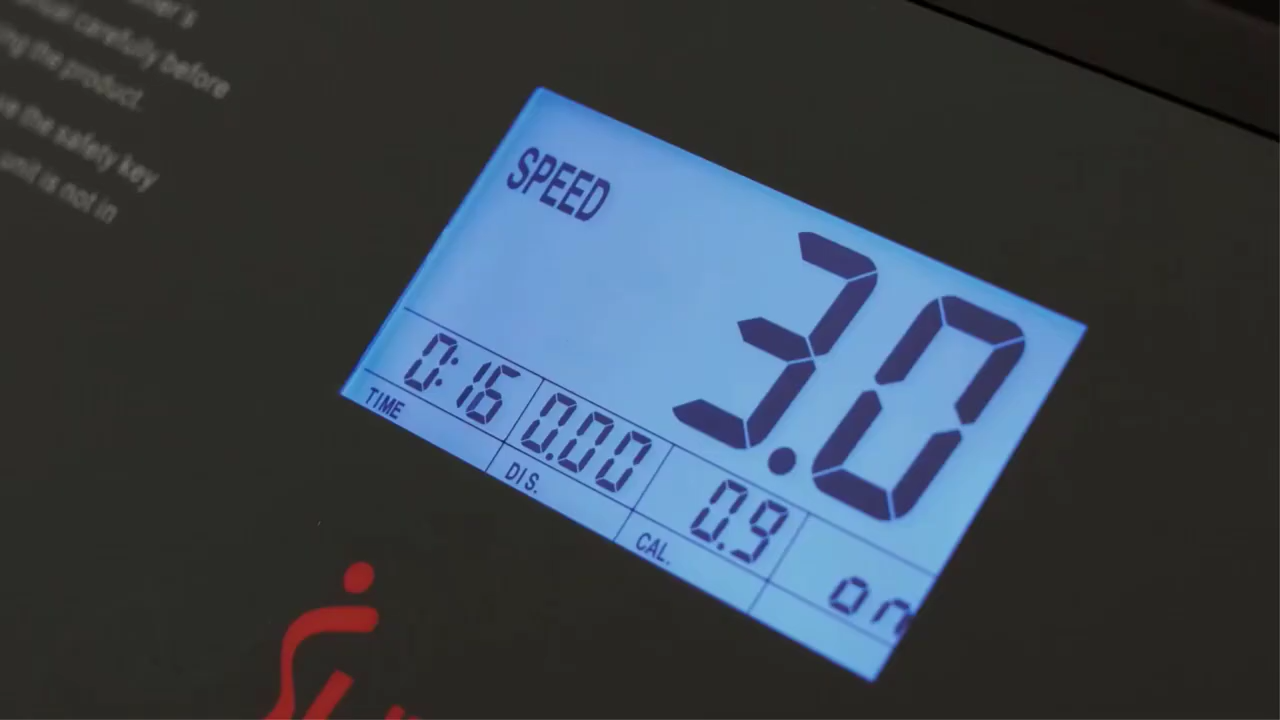 carefully before
ing the product.
the safety key
unit is not in
SPEED
3.0
0:16 0.00 0.9 on
TIME DIS. CAL.